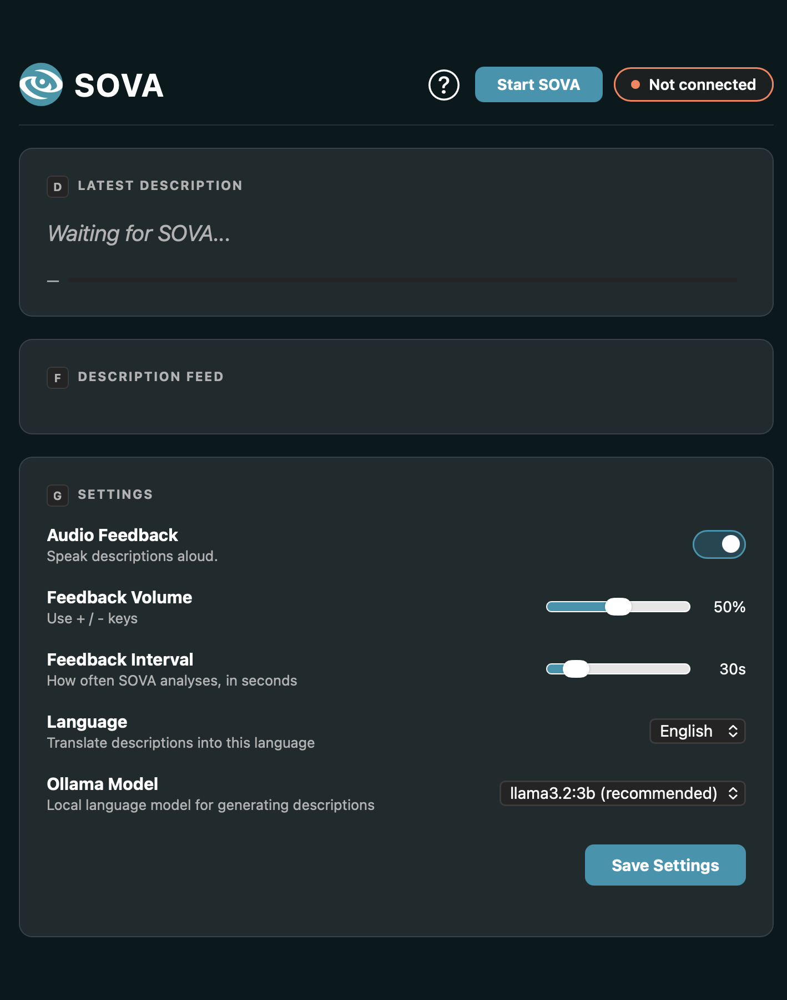 SOVA
?
Start SOVA
Not connected
D LATEST DESCRIPTION
Waiting for SOVA...
—
F DESCRIPTION FEED
G SETTINGS
Audio Feedback
Speak descriptions aloud.
Feedback Volume
Use + / - keys
50%
Feedback Interval
How often SOVA analyses, in seconds
30s
Language
Translate descriptions into this language
English
Ollama Model
Local language model for generating descriptions
llama3.2:3b (recommended)
Save Settings